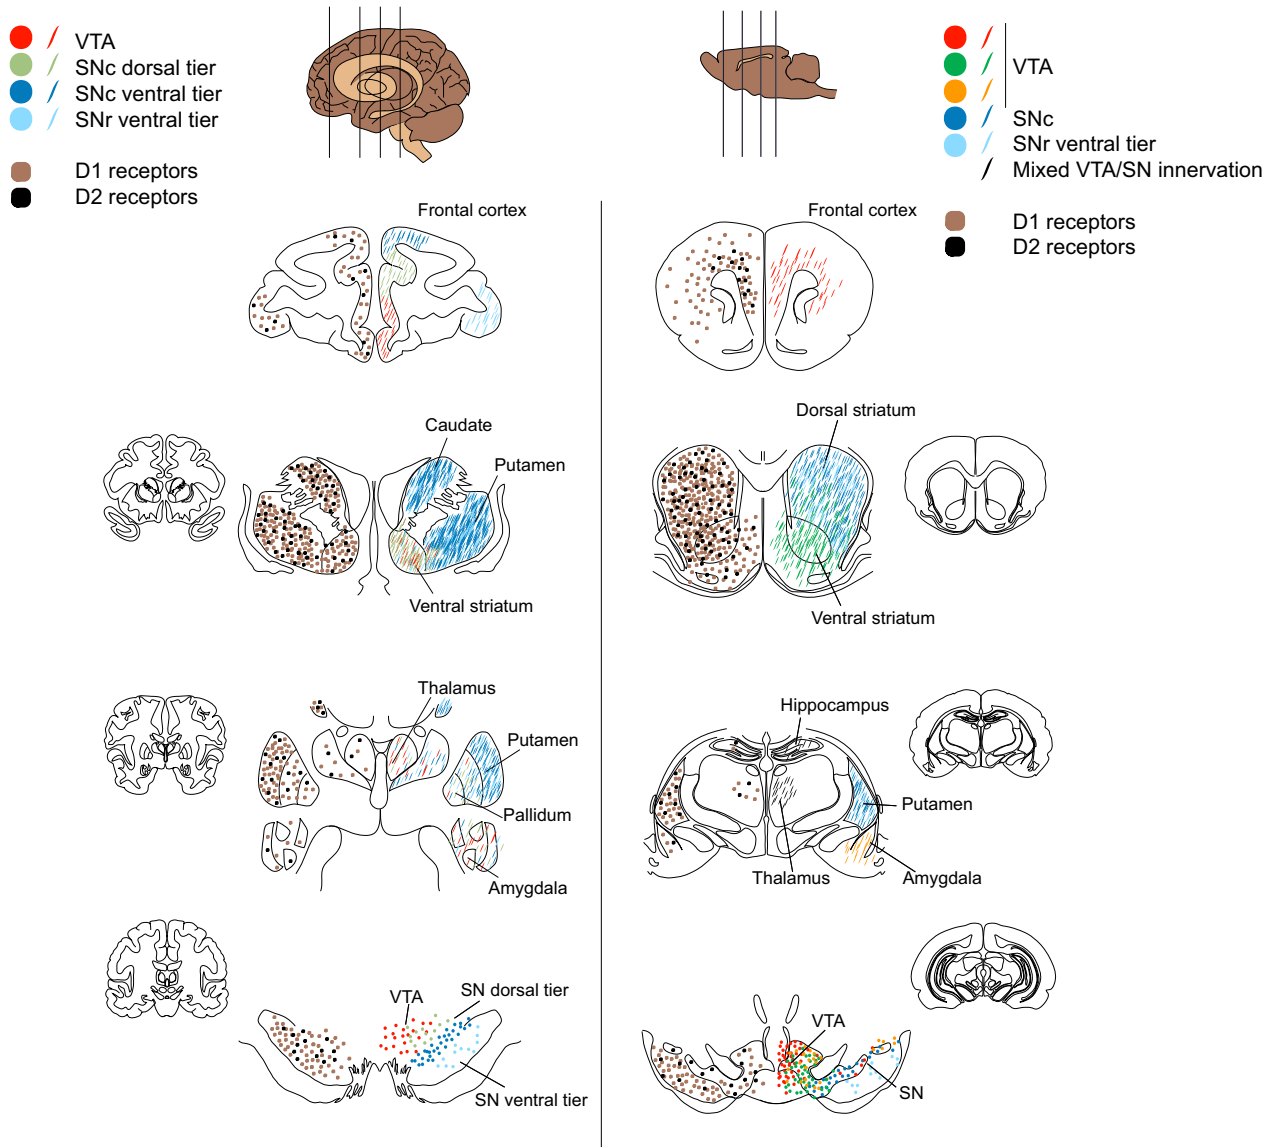 VTA
SNc dorsal tier
SNc ventral tier
SNr ventral tier
D1 receptors
D2 receptors
VTA
SNc
SNr ventral tier
Mixed VTA/SN innervation
D1 receptors
D2 receptors
Frontal cortex
Caudate
Putamen
Ventral striatum
Thalamus
Putamen
Pallidum
Amygdala
VTA
SN dorsal tier
SN ventral tier
Frontal cortex
Dorsal striatum
Ventral striatum
Hippocampus
Putamen
Thalamus
Amygdala
VTA
SN